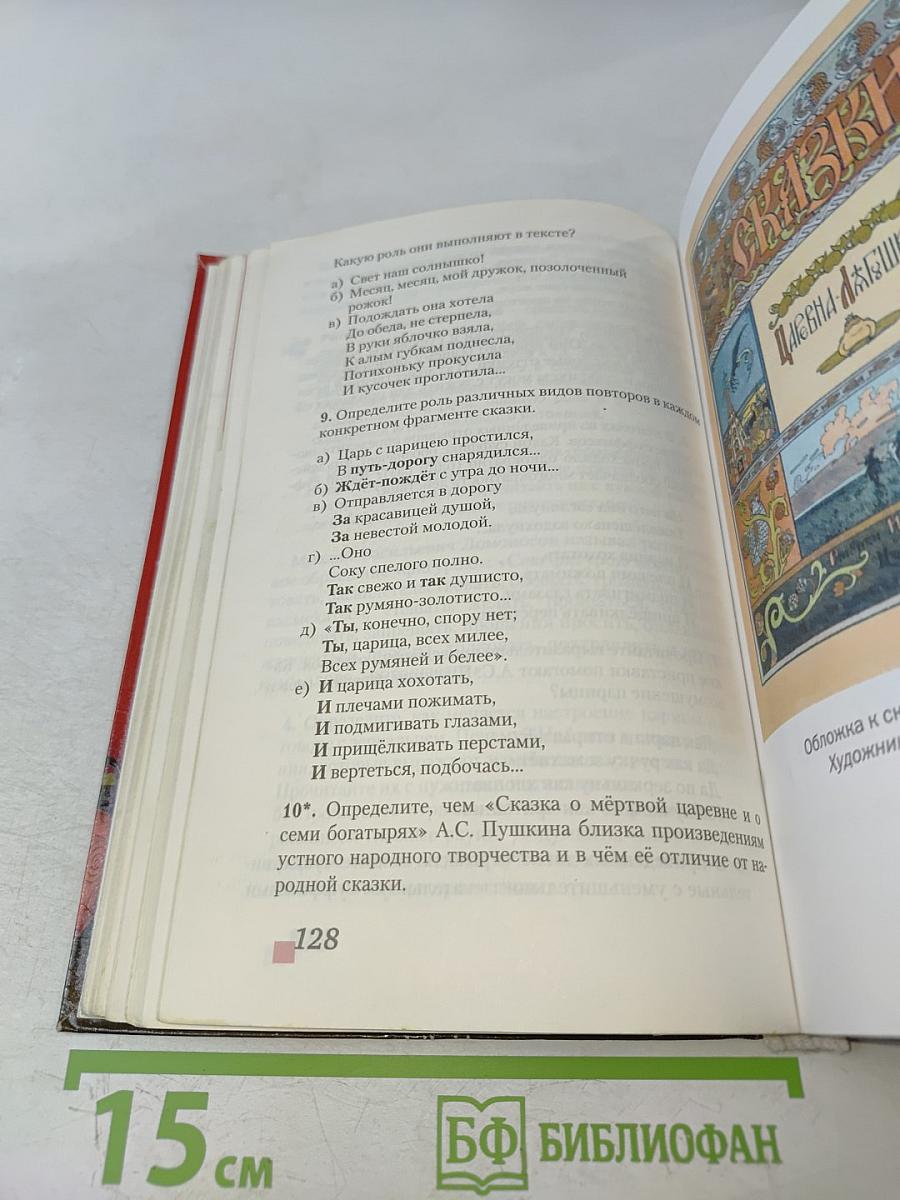 Какую роль они выполняют в тексте?
а) Свет наш солнышко!
б) Месяц, месяц, мой дружок, позолоченный
рожок!
в) Подождать она хотела
До обеда, не стерпела,
В руки яблочко взяла,
К алым губкам поднесла,
Потихоньку прокусила
И кусочек проглотила...
9. Определите роль различных видов повторов в каждом
конкретном фрагменте сказки.
а) Царь с царицею простился,
В путь-дорогу снарядился...
б) Ждёт-пождёт с утра до ночи...
в) Отправляется в дорогу
За красавицей душой,
За невестой молодой.
г) ...Оно
Соку спелого полно.
Так свежо и так душисто,
Так румяно-золотисто...
д) «Ты, конечно, спору нет;
Ты, царица, всех милее,
Всех румяней и белее».
е) И царица хохотать,
И плечами пожимать,
И подмигивать глазами,
И прищёлкивать перстами,
И вертеться, подбочась...
10*. Определите, чем «Сказка о мёртвой царевне и о
семи богатырях» А.С. Пушкина близка произведениям
устного народного творчества и в чём её отличие от на-
родной сказки.
128
СКАЗКИ
ЦАРЕВНА-ЛЯГУШК
Обложка к ск
Художник
15 см
БФ БИБЛИОФАН